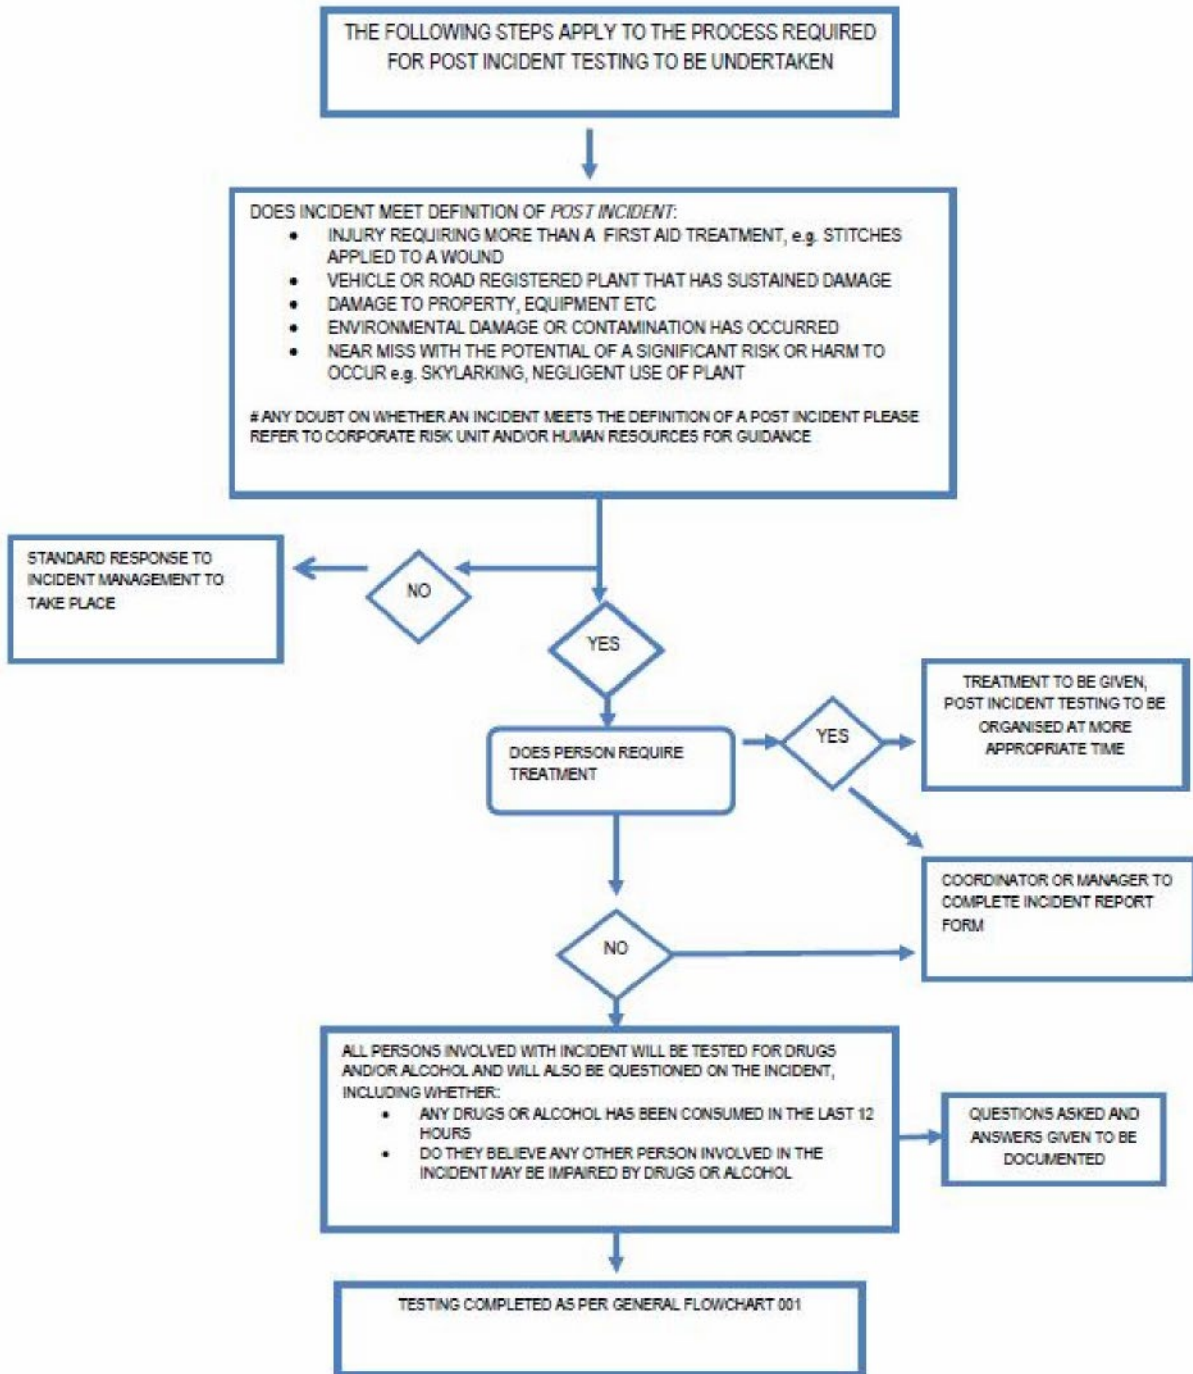 THE FOLLOWING STEPS APPLY TO THE PROCESS REQUIRED
FOR POST INCIDENT TESTING TO BE UNDERTAKEN
DOES INCIDENT MEET DEFINITION OF POST INCIDENT:
• INJURY REQUIRING MORE THAN A FIRST AID TREATMENT, e.g. STITCHES
APPLIED TO A WOUND
• VEHICLE OR ROAD REGISTERED PLANT THAT HAS SUSTAINED DAMAGE
• DAMAGE TO PROPERTY, EQUIPMENT ETC
• ENVIRONMENTAL DAMAGE OR CONTAMINATION HAS OCCURRED
• NEAR MISS WITH THE POTENTIAL OF A SIGNIFICANT RISK OR HARM TO
OCCUR e.g. SKYLARKING, NEGLIGENT USE OF PLANT
# ANY DOUBT ON WHETHER AN INCIDENT MEETS THE DEFINITION OF A POST INCIDENT PLEASE
REFER TO CORPORATE RISK UNIT AND/OR HUMAN RESOURCES FOR GUIDANCE
STANDARD RESPONSE TO
INCIDENT MANAGEMENT TO
TAKE PLACE
NO
YES
DOES PERSON REQUIRE
TREATMENT
YES
TREATMENT TO BE GIVEN,
POST INCIDENT TESTING TO BE
ORGANISED AT MORE
APPROPRIATE TIME
COORDINATOR OR MANAGER TO
COMPLETE INCIDENT REPORT
FORM
NO
ALL PERSONS INVOLVED WITH INCIDENT WILL BE TESTED FOR DRUGS
AND/OR ALCOHOL AND WILL ALSO BE QUESTIONED ON THE INCIDENT,
INCLUDING WHETHER:
• ANY DRUGS OR ALCOHOL HAS BEEN CONSUMED IN THE LAST 12
HOURS
• DO THEY BELIEVE ANY OTHER PERSON INVOLVED IN THE
INCIDENT MAY BE IMPAIRED BY DRUGS OR ALCOHOL
QUESTIONS ASKED AND
ANSWERS GIVEN TO BE
DOCUMENTED
TESTING COMPLETED AS PER GENERAL FLOWCHART 001